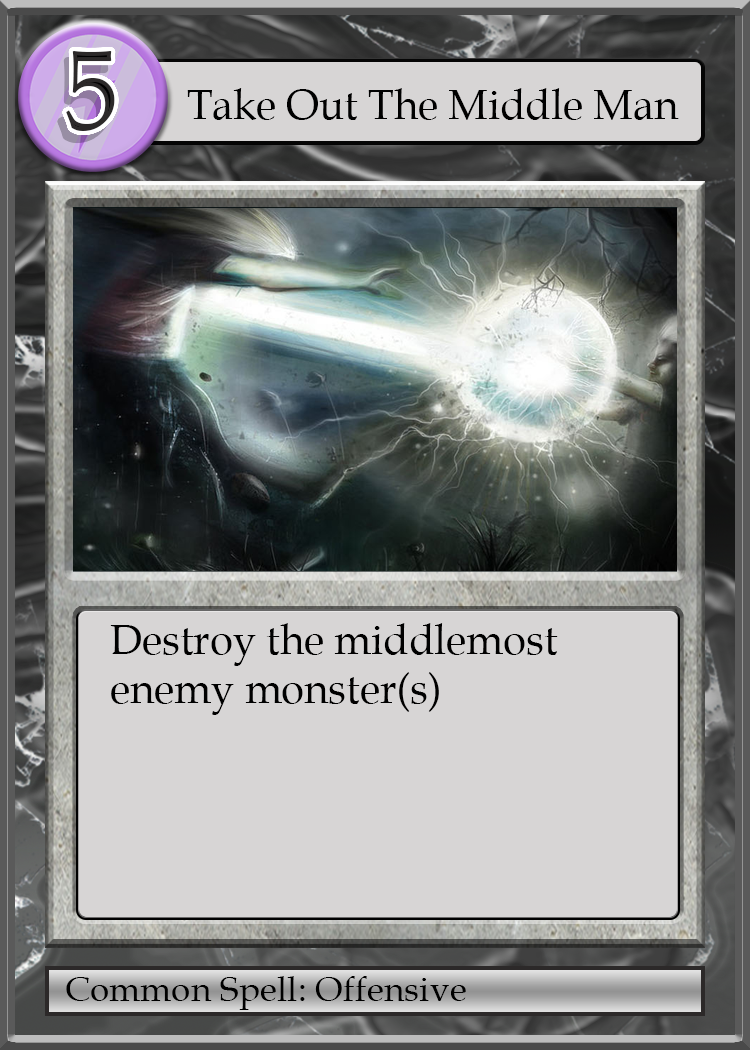 5
Take Out The Middle Man
Destroy the middlemost
enemy monster(s)
Common Spell: Offensive